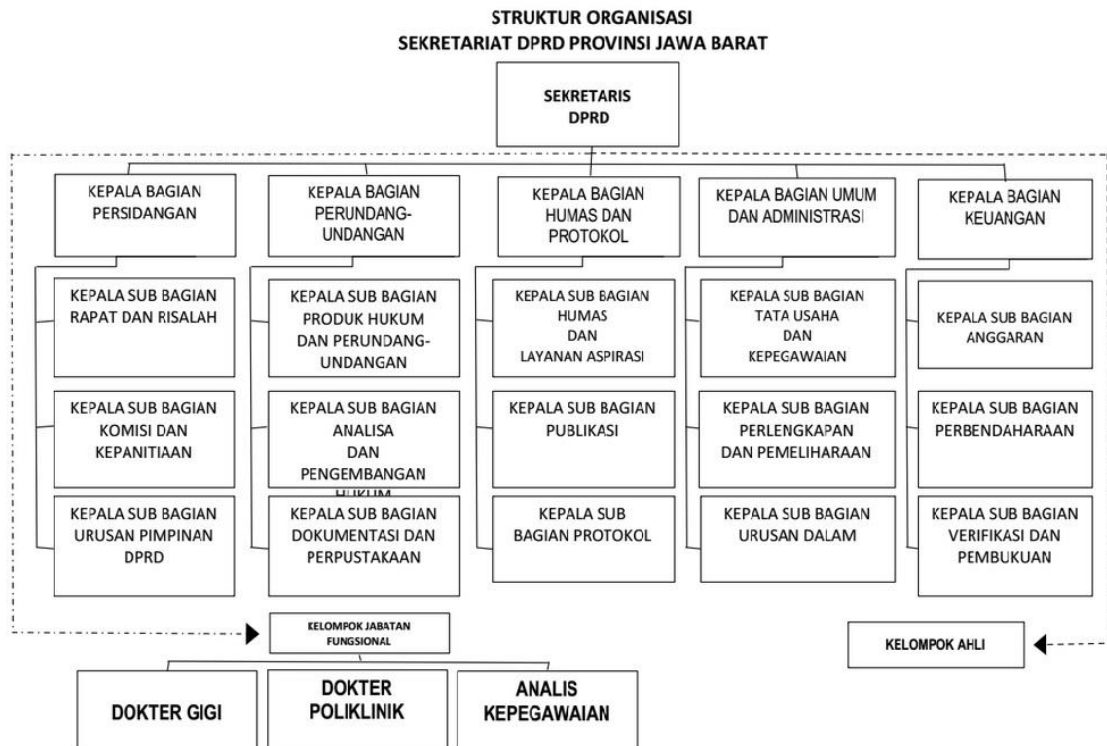 STRUKTUR ORGANISASI
SEKRETARIAT DPRD PROVINSI JAWA BARAT
SEKRETARIS
DPRD
KEPALA BAGIAN
PERSIDANGAN
KEPALA BAGIAN
PERUNDANG-
UNDANGAN
KEPALA BAGIAN
HUMAS DAN
PROTOKOL
KEPALA BAGIAN UMUM
DAN ADMINISTRASI
KEPALA BAGIAN
KEUANGAN
KEPALA SUB BAGIAN
RAPAT DAN RISALAH
KEPALA SUB BAGIAN
PRODUK HUKUM
DAN PERUNDANG-
UNDANGAN
KEPALA SUB BAGIAN
HUMAS
DAN
LAYANAN ASPIRASI
KEPALA SUB BAGIAN
TATA USAHA
DAN
KEPEGAWAIAN
KEPALA SUB BAGIAN
ANGGARAN
KEPALA SUB BAGIAN
KOMISI DAN
KEPANITIAAN
KEPALA SUB BAGIAN
ANALISA
DAN
PENGEMBANGAN
HUKUM
KEPALA SUB BAGIAN
PUBLIKASI
KEPALA SUB BAGIAN
PERLENGKAPAN
DAN PEMELIHARAAN
KEPALA SUB BAGIAN
PERBENDAHARAAN
KEPALA SUB BAGIAN
URUSAN PIMPINAN
DPRD
KEPALA SUB BAGIAN
DOKUMENTASI DAN
PERPUSTAKAAN
KEPALA SUB
BAGIAN PROTOKOL
KEPALA SUB BAGIAN
URUSAN DALAM
KEPALA SUB BAGIAN
VERIFIKASI DAN
PEMBUKUAN
KELOMPOK JABATAN
FUNGSIONAL
KELOMPOK AHLI
DOKTER GIGI
DOKTER
POLIKLINIK
ANALIS
KEPEGAWAIAN